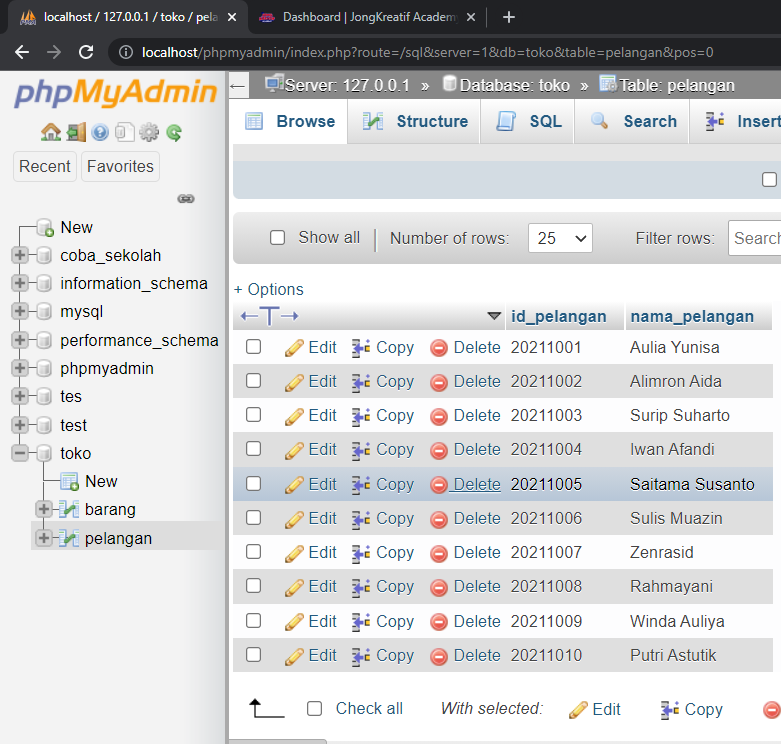 localhost / 127.0.0.1 / toko / pela
Dashboard | JongKreatif Academy
localhost/phpmyadmin/index.php?route=/sql&server=1&db=toko&table=pelangan&pos=0
phpMyAdmin
Recent Favorites
New
coba_sekolah
information_schema
mysql
performance_schema
phpmyadmin
tes
test
toko
New
barang
pelangan
Server: 127.0.0.1 » Database: toko » Table: pelangan
Browse Structure SQL Search Insert
Show all Number of rows: 25 Filter rows: Search
+ Options
id_pelangan nama_pelangan
Edit Copy Delete 20211001 Aulia Yunisa
Edit Copy Delete 20211002 Alimron Aida
Edit Copy Delete 20211003 Surip Suharto
Edit Copy Delete 20211004 Iwan Afandi
Edit Copy Delete 20211005 Saitama Susanto
Edit Copy Delete 20211006 Sulis Muazin
Edit Copy Delete 20211007 Zenrasid
Edit Copy Delete 20211008 Rahmayani
Edit Copy Delete 20211009 Winda Auliya
Edit Copy Delete 20211010 Putri Astutik
Check all With selected: Edit Copy